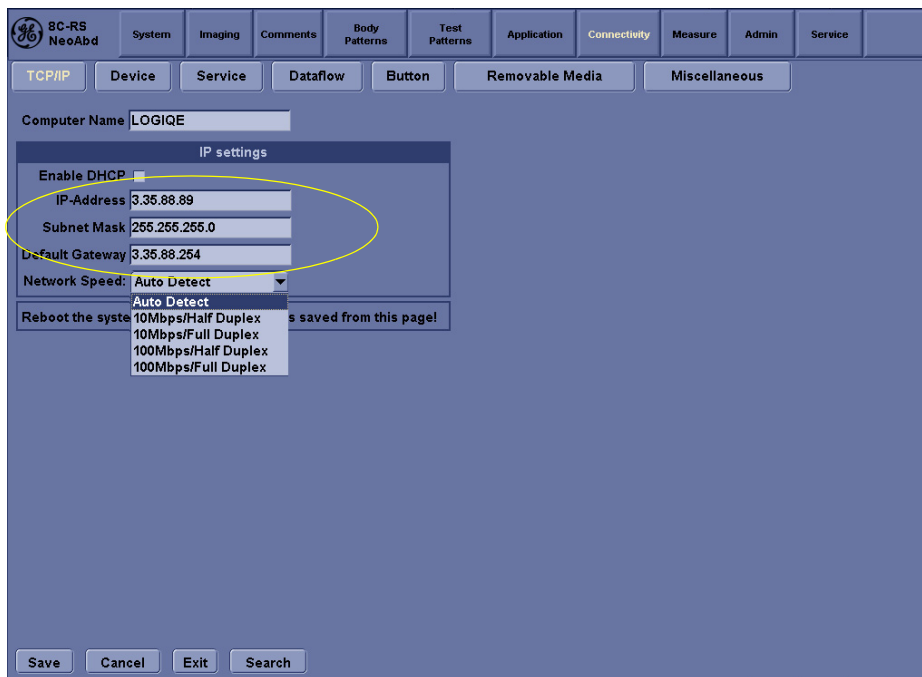 8C-RS
NeoAbd
System
Imaging
Comments
Body
Patterns
Test
Patterns
Application
Connectivity
Measure
Admin
Service
TCP/IP
Device
Service
Dataflow
Button
Removable Media
Miscellaneous
Computer Name LOGIQE
IP settings
Enable DHCP
IP-Address 3.35.88.89
Subnet Mask 255.255.255.0
Default Gateway 3.35.88.254
Network Speed: Auto Detect
Auto Detect
Reboot the syste s saved from this page!
10Mbps/Half Duplex
10Mbps/Full Duplex
100Mbps/Half Duplex
100Mbps/Full Duplex
Save
Cancel
Exit
Search